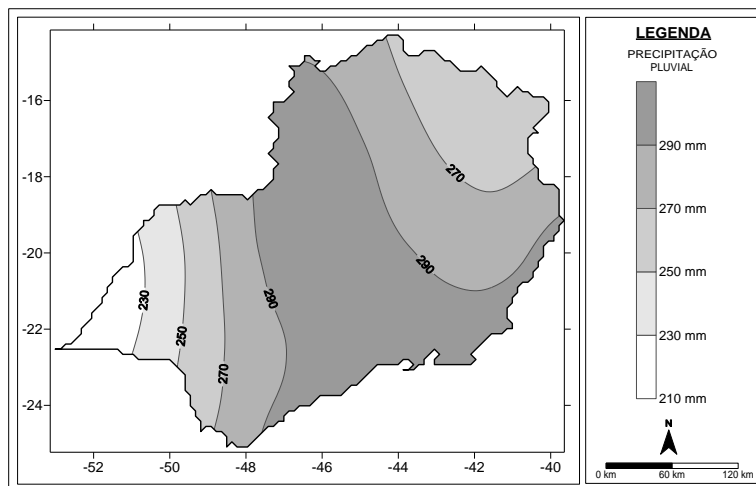 LEGENDA
PRECIPITAÇÃO
PLUVIAL
290 mm
270 mm
250 mm
230 mm
210 mm
N
0 km 60 km 120 km
-16
-18
-20
-22
-24
-52 -50 -48 -46 -44 -42 -40
270
290
230
250
270
290